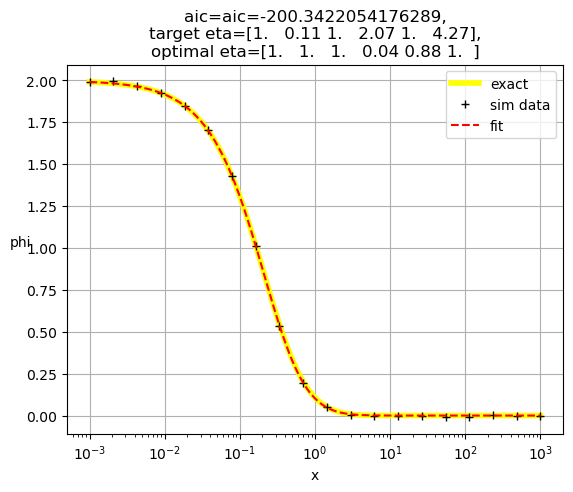 aic=aic=-200.3422054176289,
target eta=[1.   0.11 1.   2.07 1.   4.27],
optimal eta=[1.   1.   1.   0.04 0.88 1.  ]
2.00
1.75
1.50
1.25
1.00
0.75
0.50
0.25
0.00
phi
exact
sim data
fit
10⁻³
10⁻²
10⁻¹
10⁰
10¹
10²
10³
x